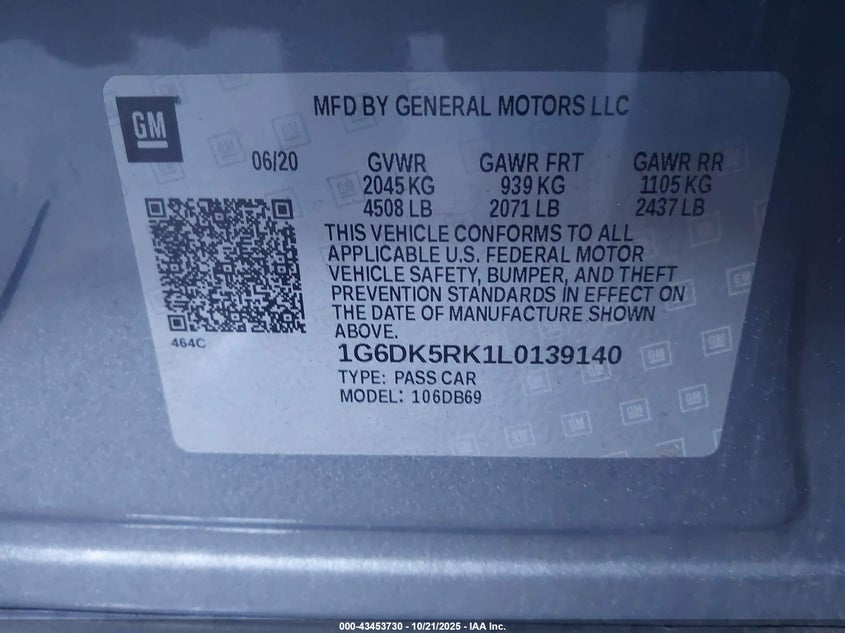 GM
MFD BY GENERAL MOTORS LLC
06/20 GVWR GAWR FRT GAWR RR
2045 KG 939 KG 1105 KG
4508 LB 2071 LB 2437 LB
THIS VEHICLE CONFORMS TO ALL
APPLICABLE U.S. FEDERAL MOTOR
VEHICLE SAFETY, BUMPER, AND THEFT
PREVENTION STANDARDS IN EFFECT ON
THE DATE OF MANUFACTURE SHOWN
ABOVE.
464C
1G6DK5RK1L0139140
TYPE: PASS CAR
MODEL: 106DB69
000-43453730 - 10/21/2025 - IAA Inc.